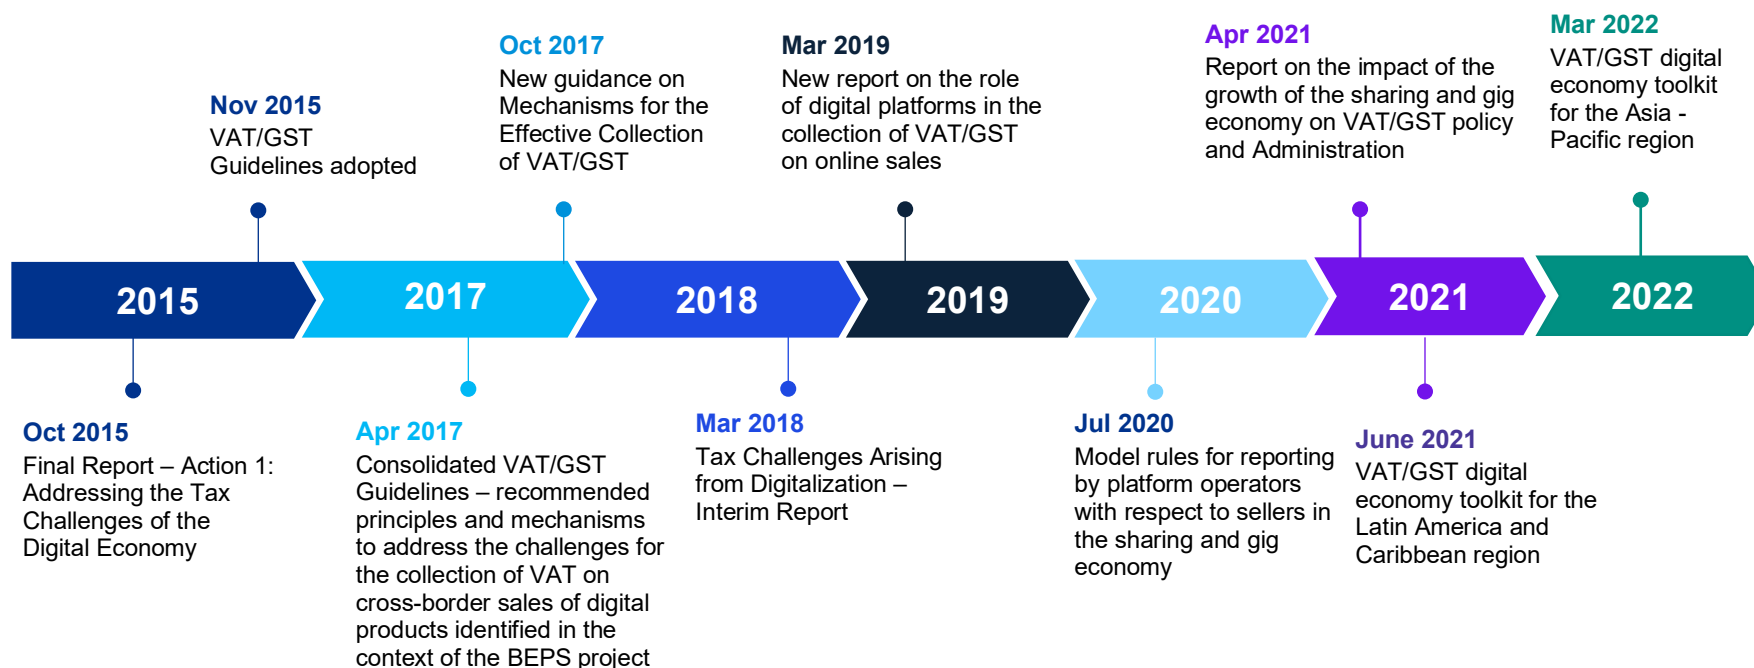 Nov 2015
VAT/GST
Guidelines adopted
Oct 2017
New guidance on
Mechanisms for the
Effective Collection
of VAT/GST
Mar 2019
New report on the role
of digital platforms in the
collection of VAT/GST
on online sales
Apr 2021
Report on the impact of the
growth of the sharing and gig
economy on VAT/GST policy
and Administration
Mar 2022
VAT/GST digital
economy toolkit
for the Asia -
Pacific region
2015
2017
2018
2019
2020
2021
2022
Oct 2015
Final Report – Action 1:
Addressing the Tax
Challenges of the
Digital Economy
Apr 2017
Consolidated VAT/GST
Guidelines – recommended
principles and mechanisms
to address the challenges for
the collection of VAT on
cross-border sales of digital
products identified in the
context of the BEPS project
Mar 2018
Tax Challenges Arising
from Digitalization –
Interim Report
Jul 2020
Model rules for reporting
by platform operators
with respect to sellers in
the sharing and gig
economy
June 2021
VAT/GST digital
economy toolkit for the
Latin America and
Caribbean region